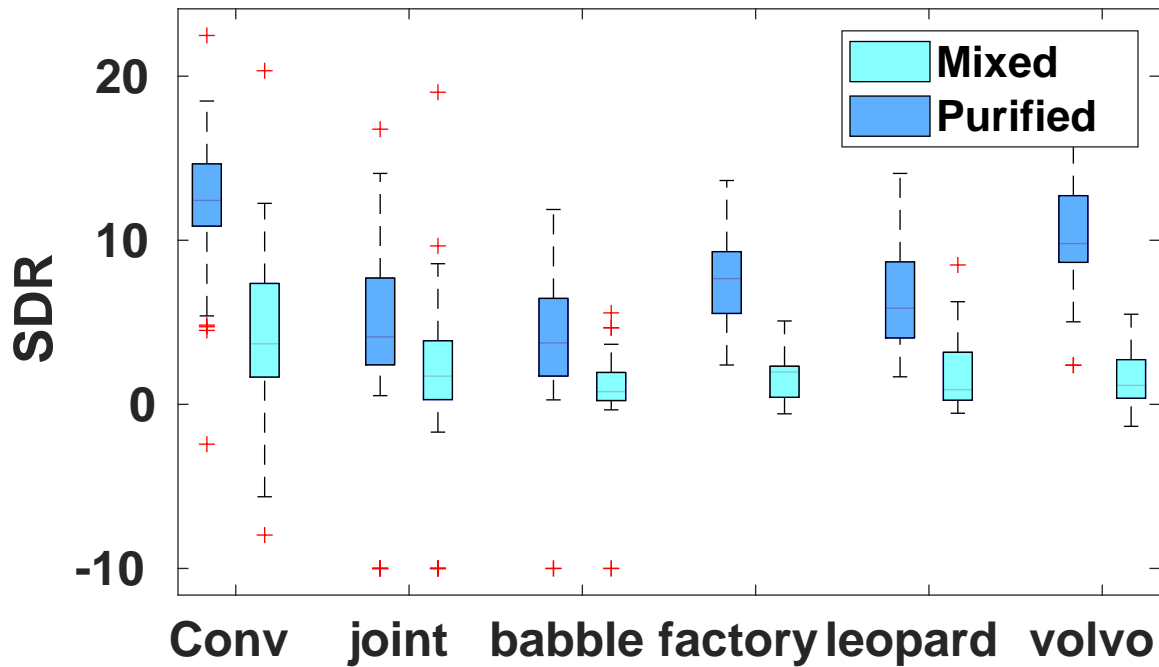 Mixed
Purified
20
10
0
-10
SDR
Conv joint babble factory leopard volvo